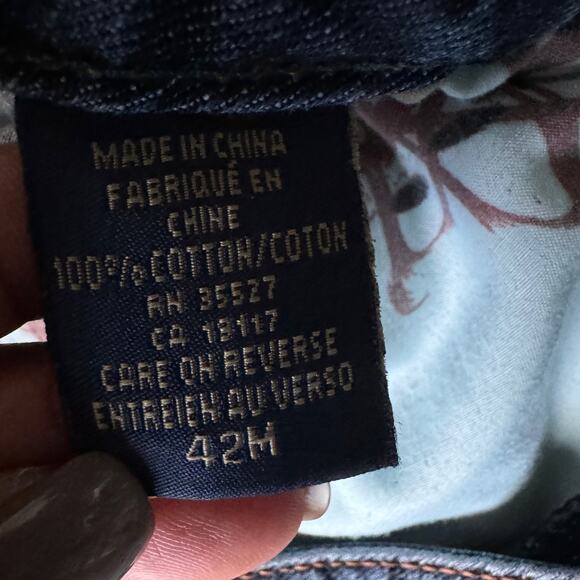 MADE IN CHINA
FABRIQUÉ EN
CHINE
100% COTTON/COTON
RN 35527
CA 18117
CARE ON REVERSE
ENTRETIEN AU VERSO
42M